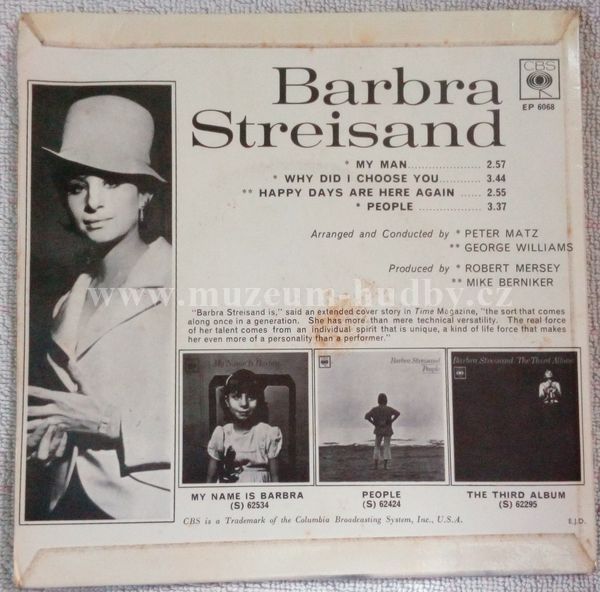 Barbra
Streisand
CBS
EP 6068
* MY MAN...................... 2.57
* WHY DID I CHOOSE YOU............. 3.44
** HAPPY DAYS ARE HERE AGAIN ...... 2.55
* PEOPLE .................. 3.37
Arranged and Conducted by * PETER MATZ
** GEORGE WILLIAMS
Produced by * ROBERT MERSEY
** MIKE BERNIKER
www.muzeum-hudby.cz
"Barbra Streisand is," said an extended cover story in Time Magazine, "the sort that comes
along once in a generation. She has more than mere technical versatility. The real force
of her talent comes from an individual spirit that is unique, a kind of life force that makes
her even more of a personality than a performer."
My Name Is Barbra
Barbra Streisand
People
Barbra Streisand/The Third Album
MY NAME IS BARBRA
(S) 62534
PEOPLE
(S) 62424
THE THIRD ALBUM
(S) 62295
CBS is a Trademark of the Columbia Broadcasting System, Inc., U.S.A.
E.J.D.